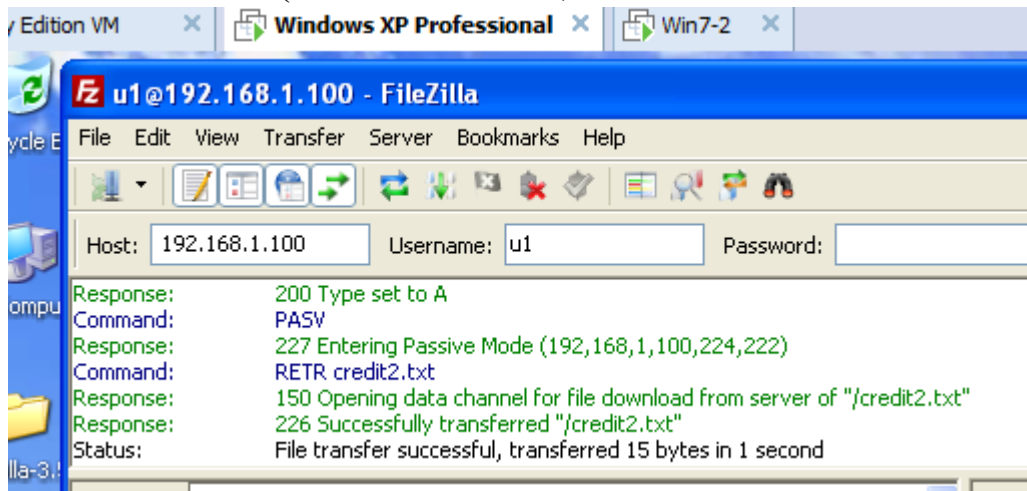 y Edition VM × Windows XP Professional × Win7-2 ×
u1@192.168.1.100 - FileZilla
ycle
File Edit View Transfer Server Bookmarks Help
Host: 192.168.1.100 Username: u1 Password:
Response: 200 Type set to A
ompu
Command: PASV
Response: 227 Entering Passive Mode (192,168,1,100,224,222)
Command: RETR credit2.txt
Response: 150 Opening data channel for file download from server of "/credit2.txt"
Response: 226 Successfully transferred "/credit2.txt"
Status: File transfer successful, transferred 15 bytes in 1 second
lla-3.